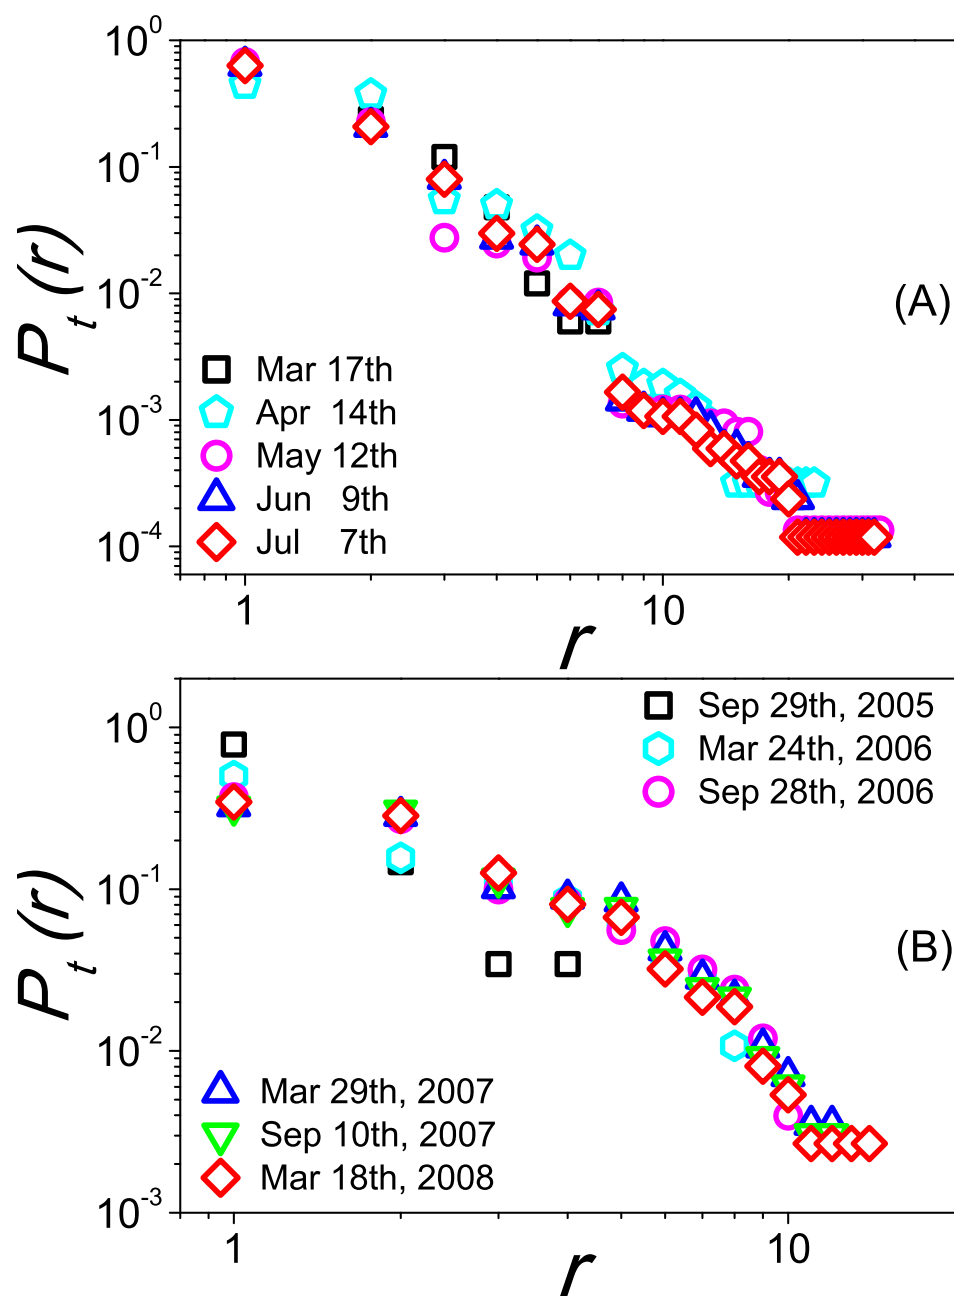 10^0
10^-1
10^-2
10^-3
10^-4
P_t (r)
(A)
Mar 17th
Apr 14th
May 12th
Jun 9th
Jul 7th
1 10
r
10^0
10^-1
10^-2
10^-3
P_t (r)
Sep 29th, 2005
Mar 24th, 2006
Sep 28th, 2006
(B)
Mar 29th, 2007
Sep 10th, 2007
Mar 18th, 2008
1 10
r